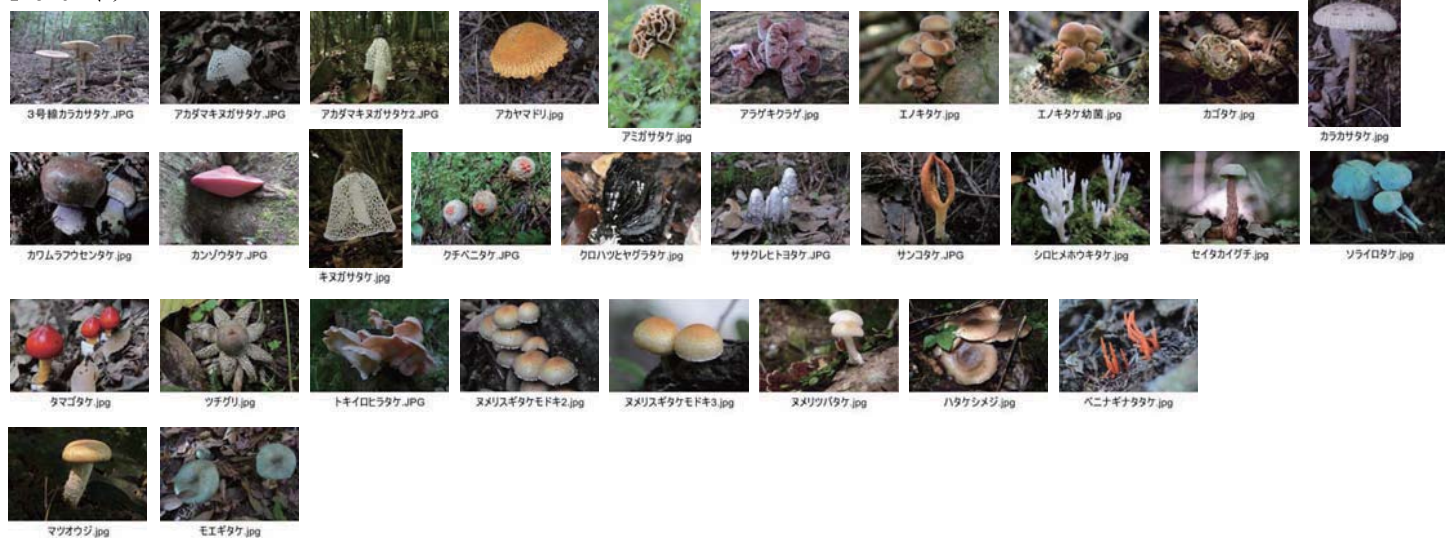 3号線カラカサタケ.JPG
アカダマキヌガサタケ.JPG
アカダマキヌガサタケ2.JPG
アカヤマドリ.jpg
アミガサタケ.jpg
アラゲキクラゲ.jpg
エノキタケ.jpg
エノキタケ幼菌.jpg
カゴタケ.jpg
カラカサタケ.jpg
カワムラフウセンタケ.jpg
カンゾウタケ.JPG
キヌガサタケ.jpg
クチベニタケ.JPG
クロハツとヤグラタケ.jpg
ササクレヒトヨタケ.JPG
サンコタケ.JPG
シロヒメホウキタケ.jpg
セイタカイグチ.jpg
ソライロタケ.jpg
タマゴタケ.jpg
ツチグリ.jpg
トキイロヒラタケ.JPG
ヌメリスギタケモドキ2.jpg
ヌメリスギタケモドキ3.jpg
ヌメリツバタケ.jpg
ハタケシメジ.jpg
ベニナギナタタケ.jpg
マツオウジ.jpg
モエギタケ.jpg